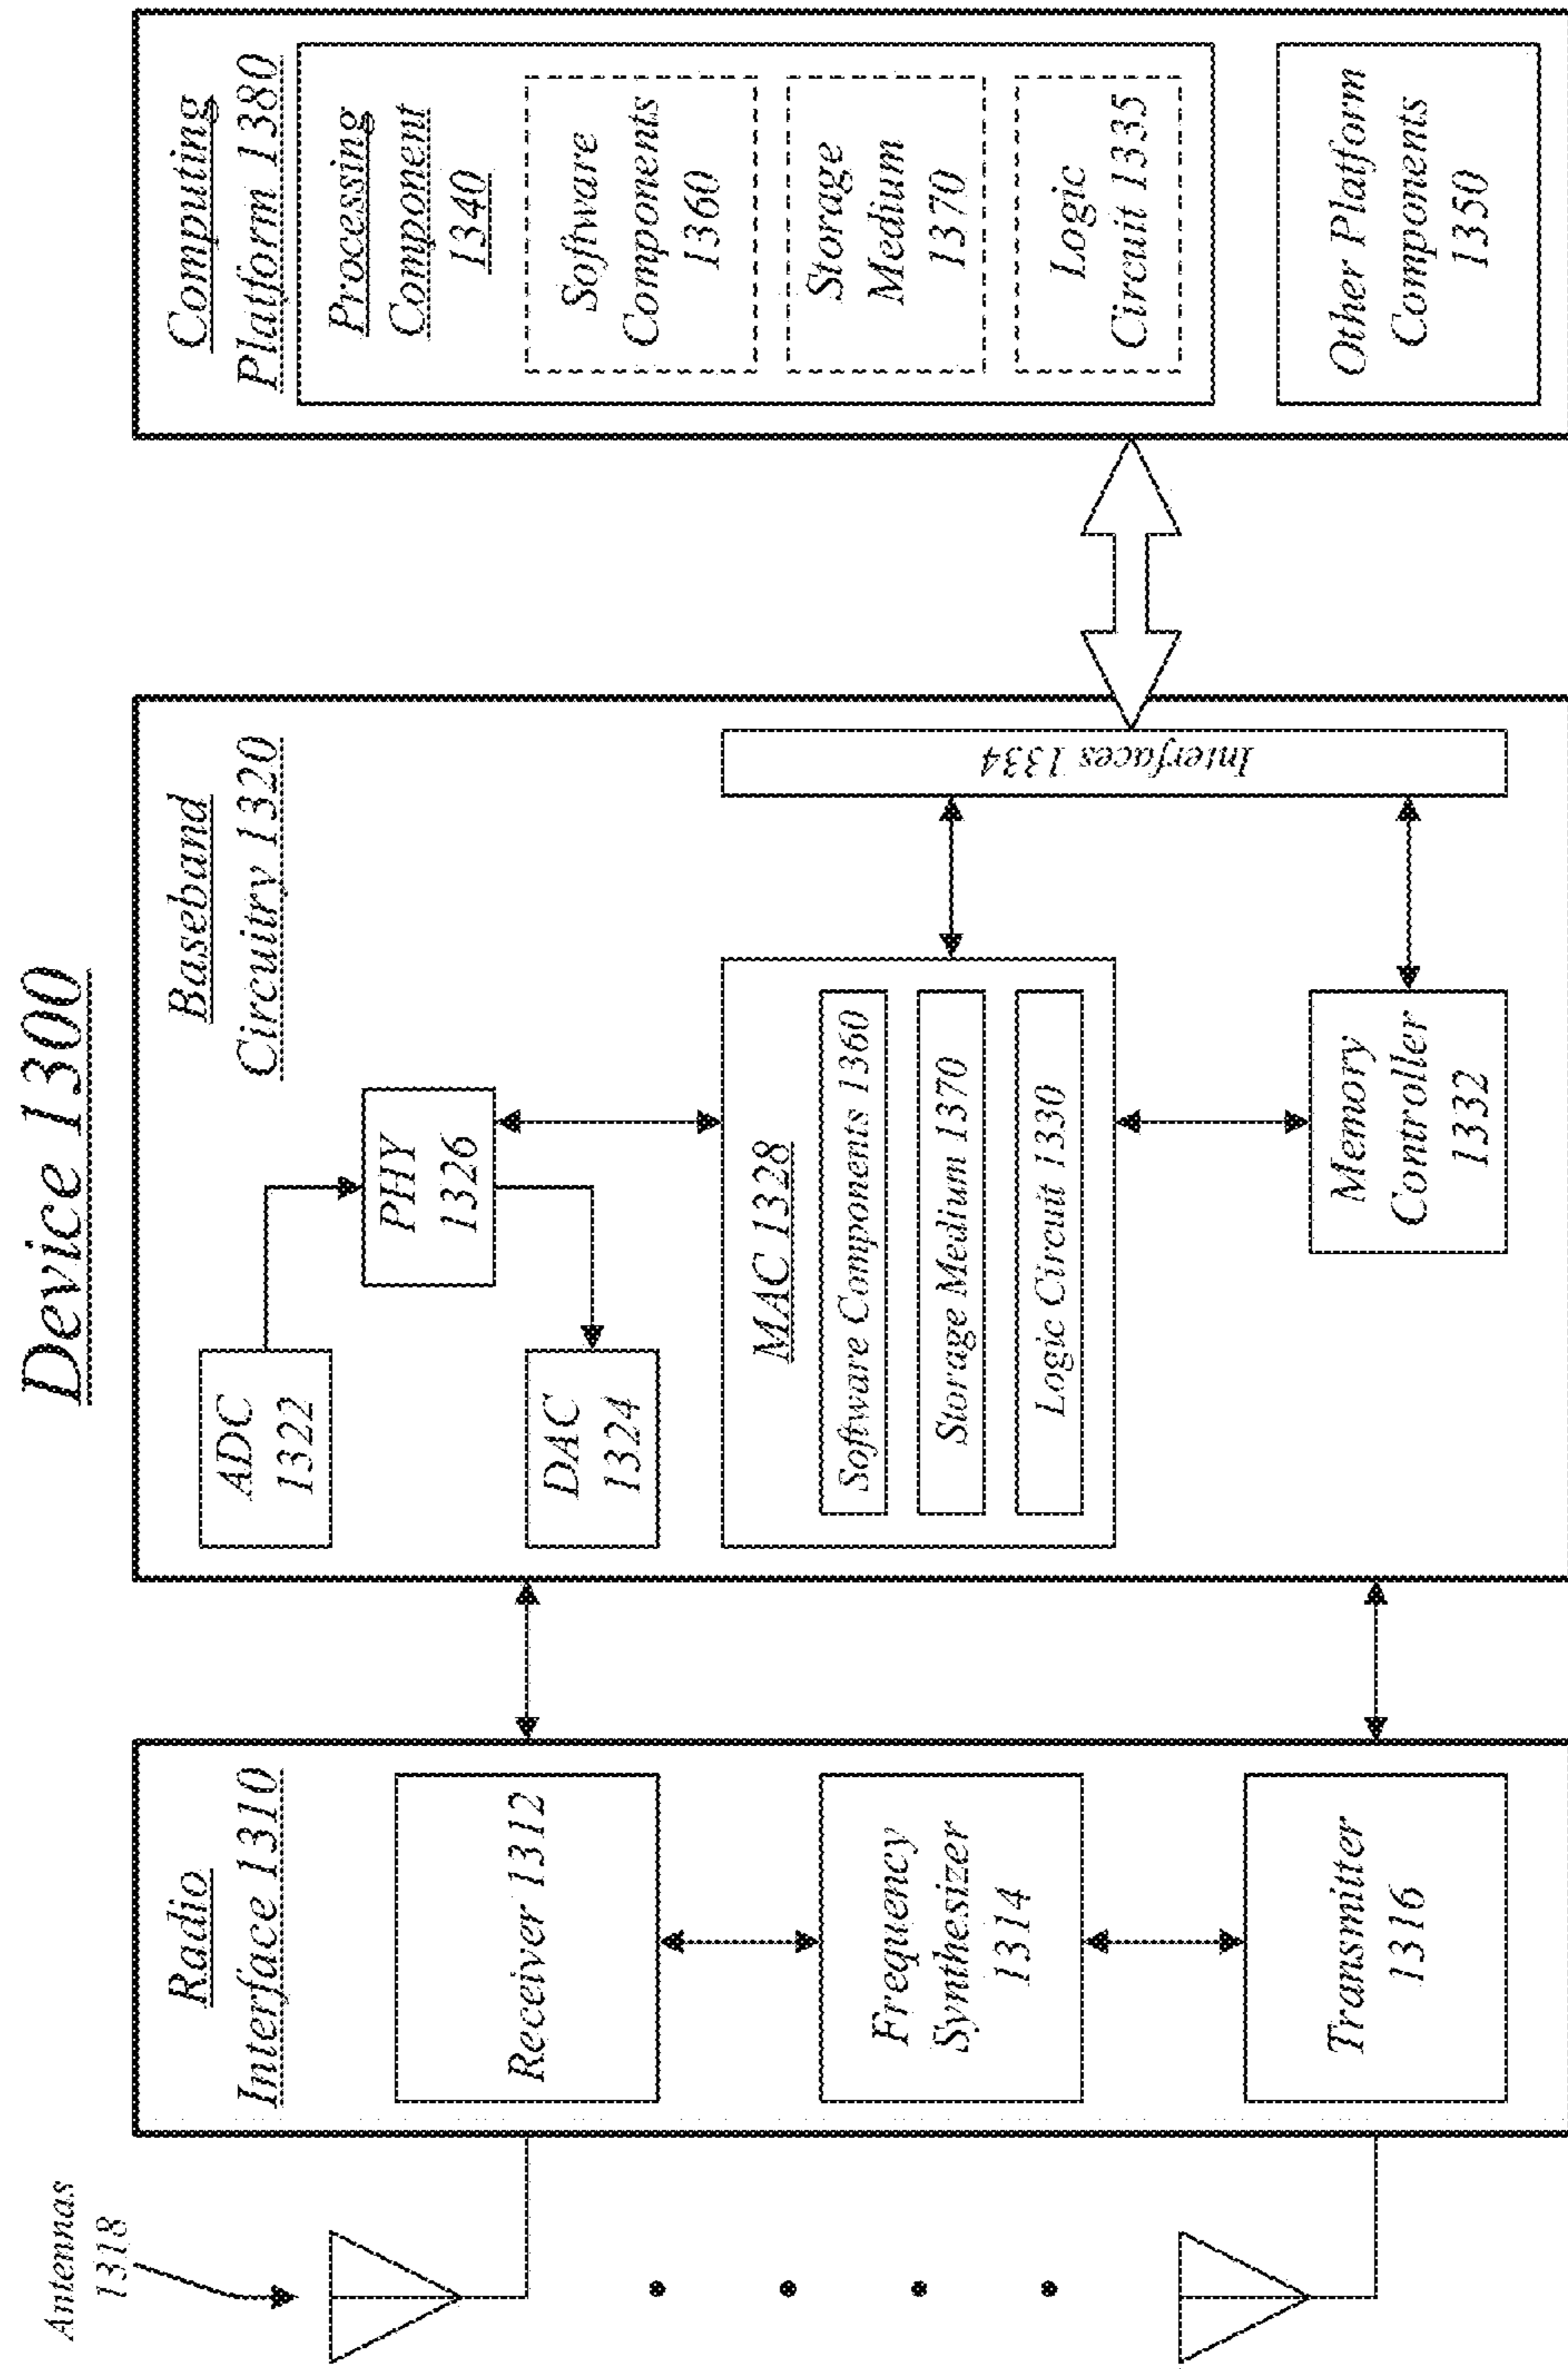 Device 1300
Antennas
1318
Radio
Interface 1310
Receiver 1312
Frequency
Synthesizer
1314
Transmitter
1316
Baseband
Circuitry 1320
ADC
1322
PHY
1326
DAC
1324
MAC 1328
Software Components 1360
Storage Medium 1370
Logic Circuit 1330
Memory
Controller
1332
Interfaces 1334
Computing
Platform 1380
Processing
Component
1340
Software
Components
1360
Storage
Medium
1370
Logic
Circuit 1335
Other Platform
Components
1350